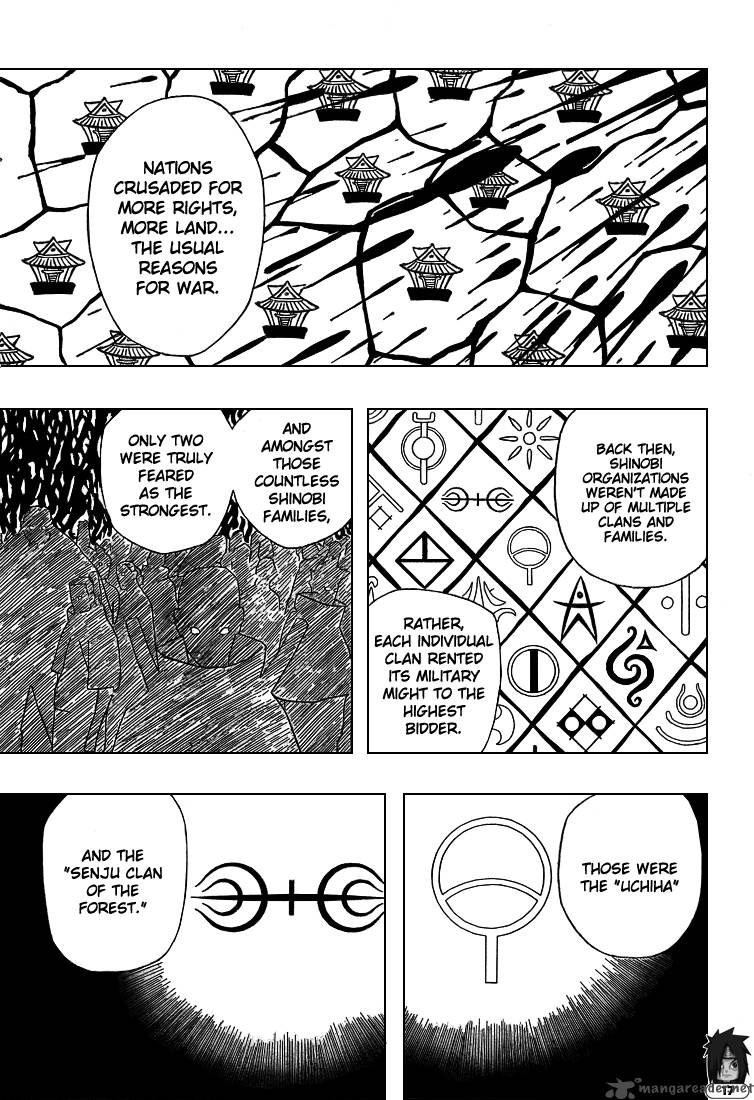 NATIONS
CRUSADED FOR
MORE RIGHTS,
MORE LAND...
THE USUAL
REASONS
FOR WAR.
BACK THEN,
SHINOBI
ORGANIZATIONS
WEREN'T MADE
UP OF MULTIPLE
CLANS AND
FAMILIES.
RATHER,
EACH INDIVIDUAL
CLAN RENTED
ITS MILITARY
MIGHT TO THE
HIGHEST
BIDDER.
AND
AMONGST
THOSE
COUNTLESS
SHINOBI
FAMILIES,
ONLY TWO
WERE TRULY
FEARED
AS THE
STRONGEST.
THOSE WERE
THE "UCHIHA"
AND THE
"SENJU CLAN
OF THE
FOREST."
17
mangareader.net